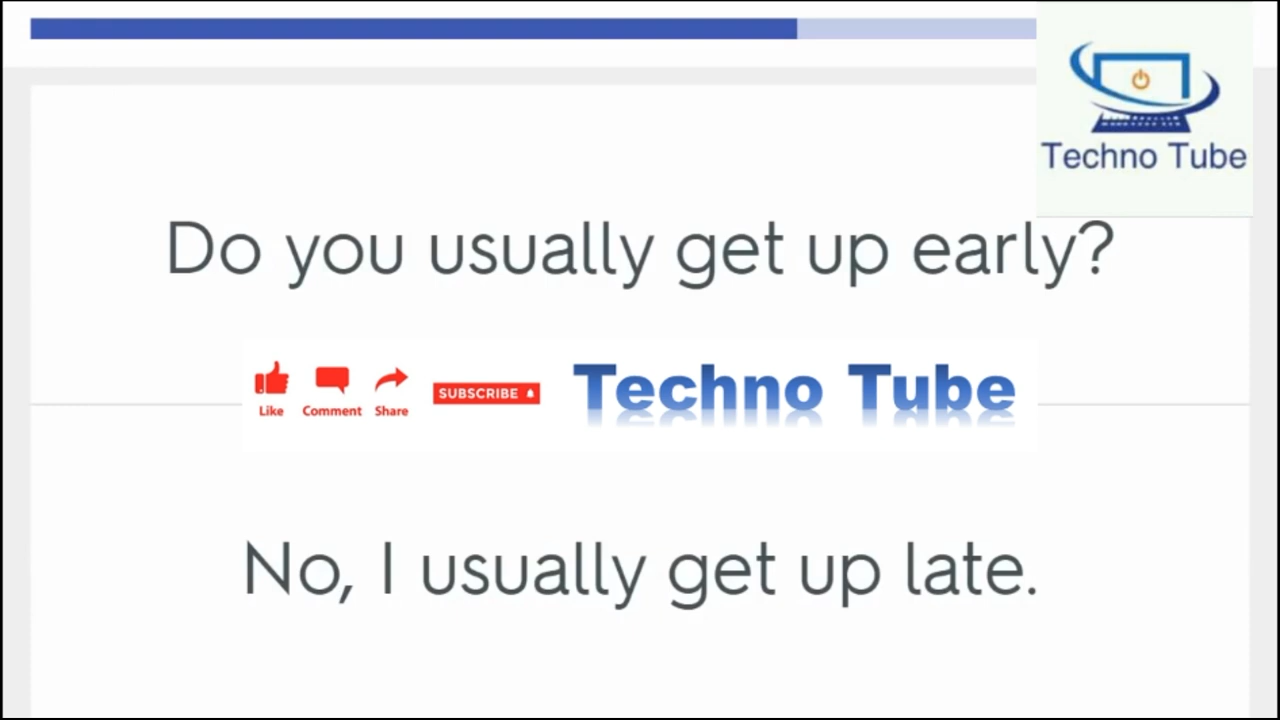 Techno Tube
Do you usually get up early?
Like Comment Share SUBSCRIBE Techno Tube
No, I usually get up late.